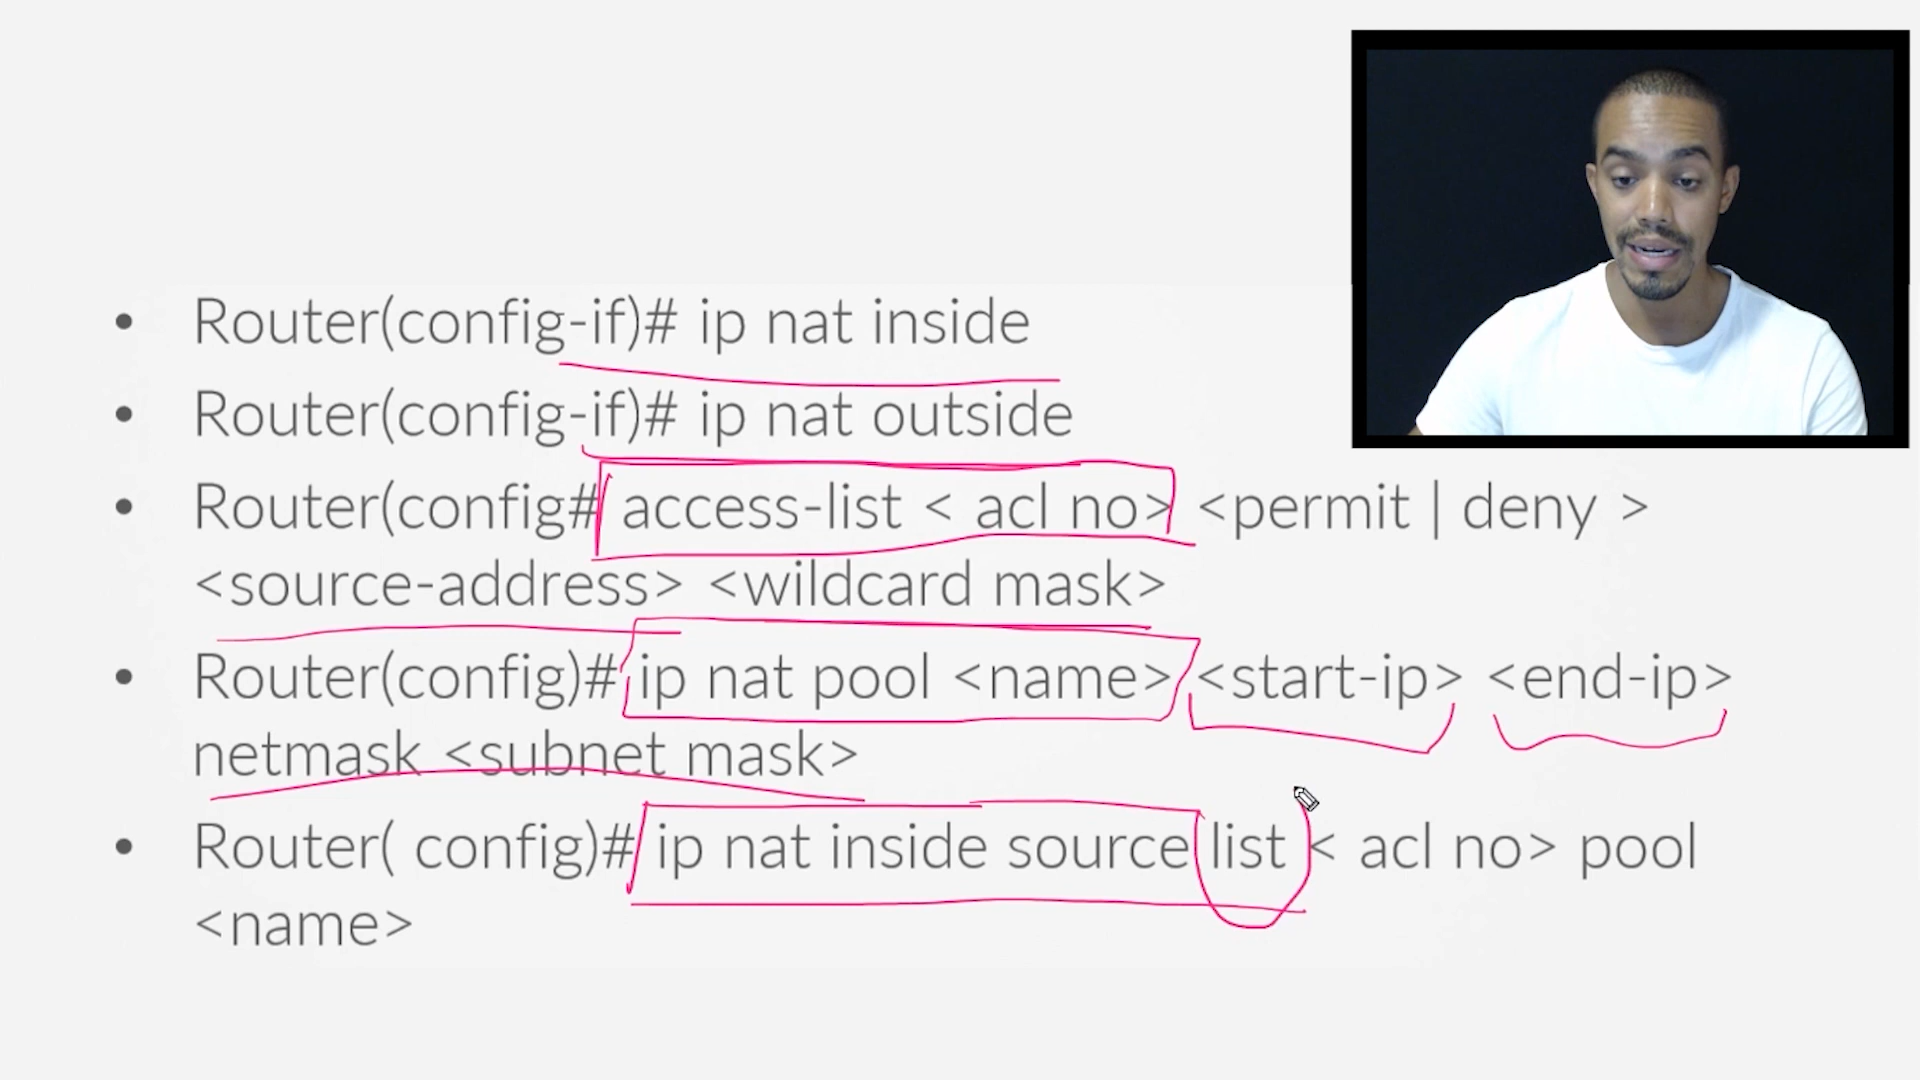 • Router(config-if)# ip nat inside
• Router(config-if)# ip nat outside
• Router(config# access-list < acl no> <permit | deny >
<source-address> <wildcard mask>
• Router(config)# ip nat pool <name> <start-ip> <end-ip>
netmask <subnet mask>
• Router( config)# ip nat inside source list < acl no> pool
<name>